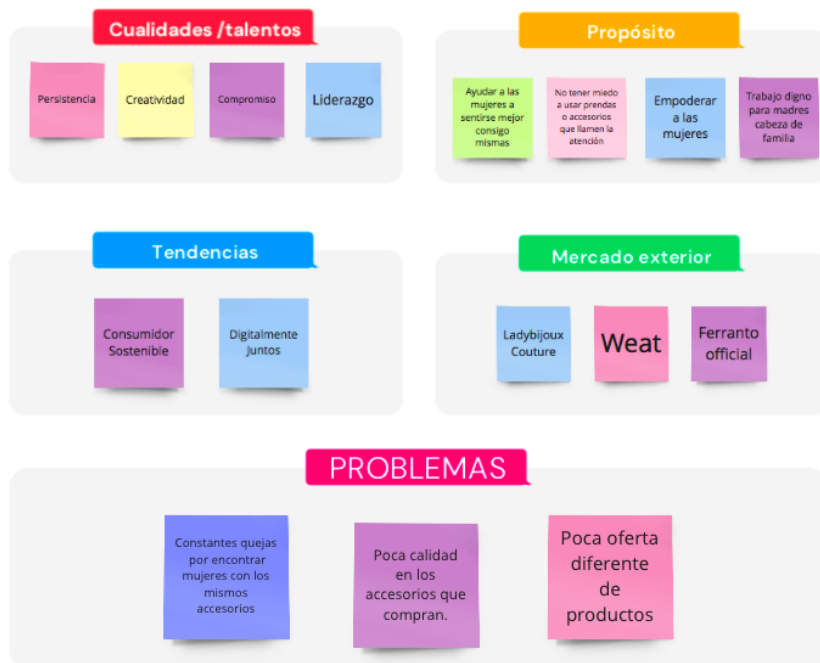 Cualidades /talentos
Persistencia
Creatividad
Compromiso
Liderazgo
Propósito
Ayudar a las
mujeres a
sentirse mejor
consigo
mismas
No tener miedo
a usar prendas
o accesorios
que llamen la
atención
Empoderar
a las
mujeres
Trabajo digno
para madres
cabeza de
familia
Tendencias
Consumidor
Sostenible
Digitalmente
Juntos
Mercado exterior
Ladybijoux
Couture
Weat
Ferranto
official
PROBLEMAS
Constantes quejas
por encontrar
mujeres con los
mismos
accesorios
Poca calidad
en los
accesorios que
compran.
Poca oferta
diferente
de
productos